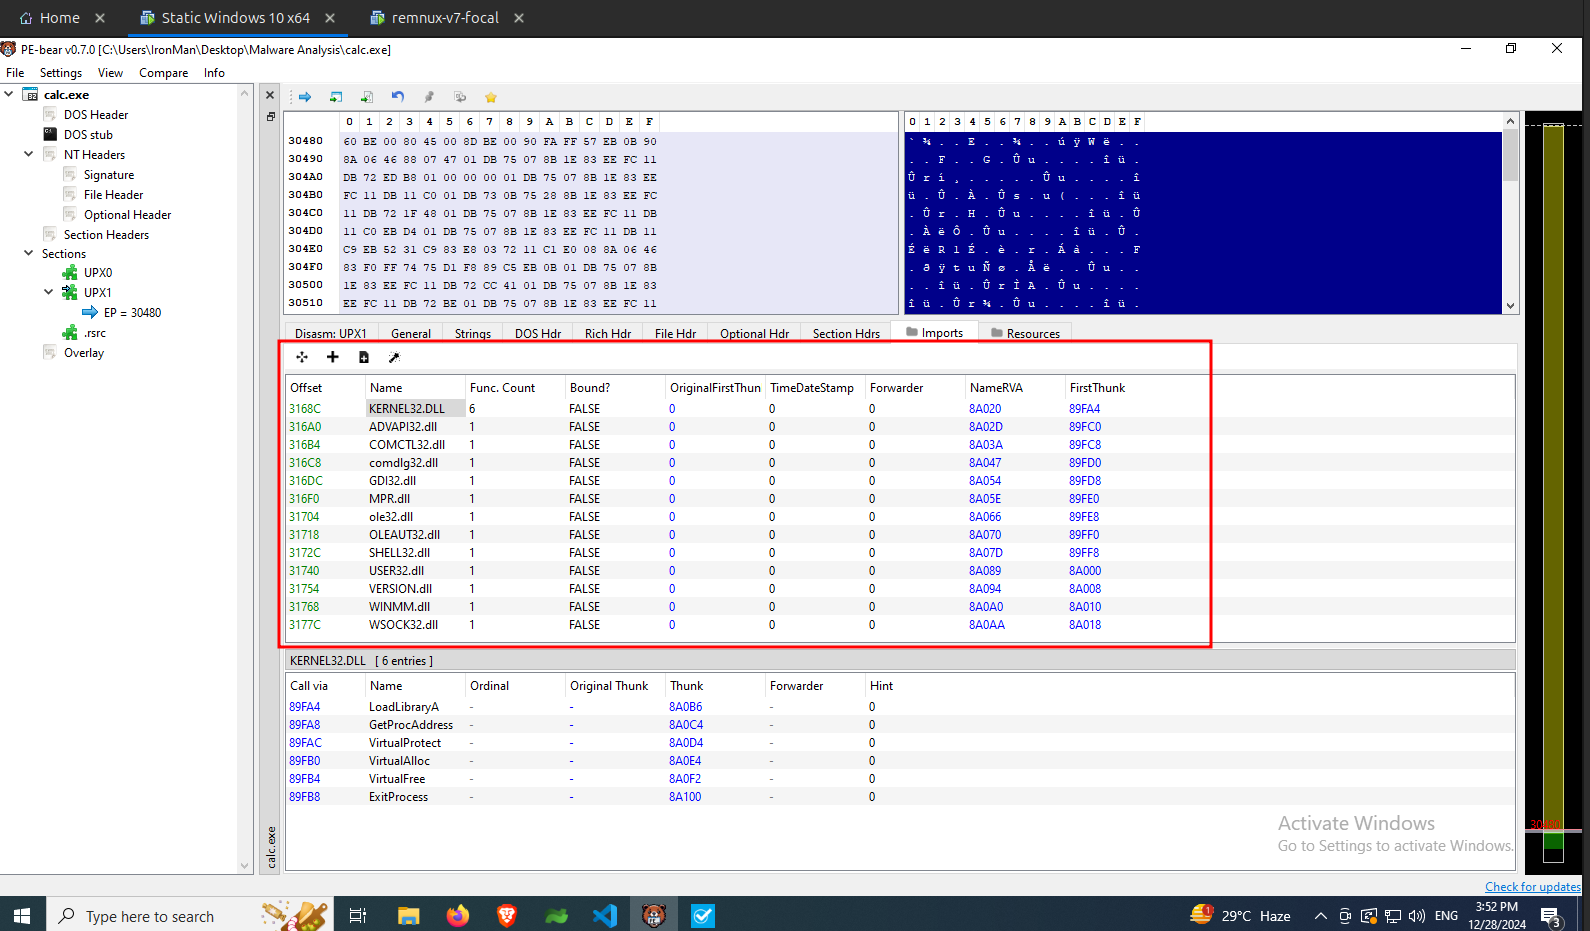 Home × Static Windows 10 x64 × remnux-v7-focal ×
PE-bear v0.7.0 [C:\Users\IronMan\Desktop\Malware Analysis\calc.exe]
File Settings View Compare Info
calc.exe
DOS Header
DOS stub
NT Headers
Signature
File Header
Optional Header
Section Headers
Sections
UPX0
UPX1
EP = 30480
.rsrc
Overlay
calc.exe
0 1 2 3 4 5 6 7 8 9 A B C D E F
30480 60 BE 00 80 45 00 8D BE 00 90 FA FF 57 EB 0B 90
30490 8A 06 46 88 07 47 01 DB 75 07 8B 1E 83 EE FC 11
304A0 DB 72 ED B8 01 00 00 00 01 DB 75 07 8B 1E 83 EE
304B0 FC 11 DB 11 C0 01 DB 73 0B 75 28 8B 1E 83 EE FC
304C0 11 DB 72 1F 48 01 DB 75 07 8B 1E 83 EE FC 11 DB
304D0 11 C0 EB D4 01 DB 75 07 8B 1E 83 EE FC 11 DB 11
304E0 C9 EB 52 31 C9 83 E8 03 72 11 C1 E0 08 8A 06 46
304F0 83 F0 FF 74 75 D1 F8 89 C5 EB 0B 01 DB 75 07 8B
30500 1E 83 EE FC 11 DB 72 CC 41 01 DB 75 07 8B 1E 83
30510 EE FC 11 DB 72 BE 01 DB 75 07 8B 1E 83 EE FC 11
0 1 2 3 4 5 6 7 8 9 A B C D E F
` ¾ . . E . . ¾ . . ú ÿ W ë . .
. . F . . G . Û u . . . . î ü .
Û r í ¸ . . . . . Û u . . . . î
ü . Û . À . Û s . u ( . . . î ü
. Û r . H . Û u . . . . î ü . Û
. À ë Ô . Û u . . . . î ü . Û .
É ë R 1 É . è . r . Á à . . . F
. ð ÿ t u Ñ ø . Å ë . . Û u . .
. . î ü . Û r Ì A . Û u . . . .
î ü . Û r ¾ . Û u . . . . î ü .
Disasm: UPX1 General Strings DOS Hdr Rich Hdr File Hdr Optional Hdr Section Hdrs Imports Resources
Offset Name Func. Count Bound? OriginalFirstThun TimeDateStamp Forwarder NameRVA FirstThunk
3168C KERNEL32.DLL 6 FALSE 0 0 0 8A020 89FA4
316A0 ADVAPI32.dll 1 FALSE 0 0 0 8A02D 89FC0
316B4 COMCTL32.dll 1 FALSE 0 0 0 8A03A 89FC8
316C8 comdlg32.dll 1 FALSE 0 0 0 8A047 89FD0
316DC GDI32.dll 1 FALSE 0 0 0 8A054 89FD8
316F0 MPR.dll 1 FALSE 0 0 0 8A05E 89FE0
31704 ole32.dll 1 FALSE 0 0 0 8A066 89FE8
31718 OLEAUT32.dll 1 FALSE 0 0 0 8A070 89FF0
3172C SHELL32.dll 1 FALSE 0 0 0 8A07D 89FF8
31740 USER32.dll 1 FALSE 0 0 0 8A089 8A000
31754 VERSION.dll 1 FALSE 0 0 0 8A094 8A008
31768 WINMM.dll 1 FALSE 0 0 0 8A0A0 8A010
3177C WSOCK32.dll 1 FALSE 0 0 0 8A0AA 8A018
KERNEL32.DLL [ 6 entries ]
Call via Name Ordinal Original Thunk Thunk Forwarder Hint
89FA4 LoadLibraryA - - 8A0B6 - 0
89FA8 GetProcAddress - - 8A0C4 - 0
89FAC VirtualProtect - - 8A0D4 - 0
89FB0 VirtualAlloc - - 8A0E4 - 0
89FB4 VirtualFree - - 8A0F2 - 0
89FB8 ExitProcess - - 8A100 - 0
30480
Activate Windows
Go to Settings to activate Windows.
Check for updates
Type here to search
1
29°C Haze
ENG
3:52 PM
12/28/2024
3